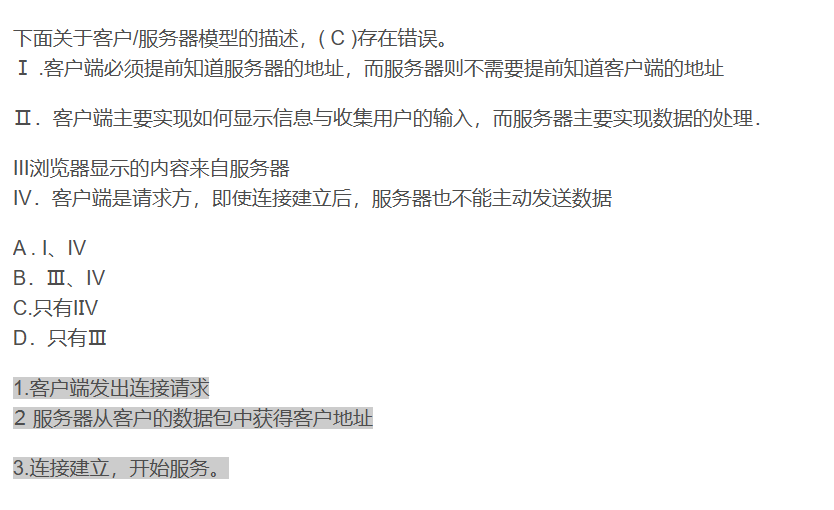 下面关于客户/服务器模型的描述，( C )存在错误。
Ⅰ .客户端必须提前知道服务器的地址，而服务器则不需要提前知道客户端的地址
Ⅱ．客户端主要实现如何显示信息与收集用户的输入，而服务器主要实现数据的处理．
III浏览器显示的内容来自服务器
IV．客户端是请求方，即使连接建立后，服务器也不能主动发送数据
A . I、IV
B．Ⅲ、IV
C.只有IIV
D．只有Ⅲ
1.客户端发出连接请求
2 服务器从客户的数据包中获得客户地址
3.连接建立，开始服务。